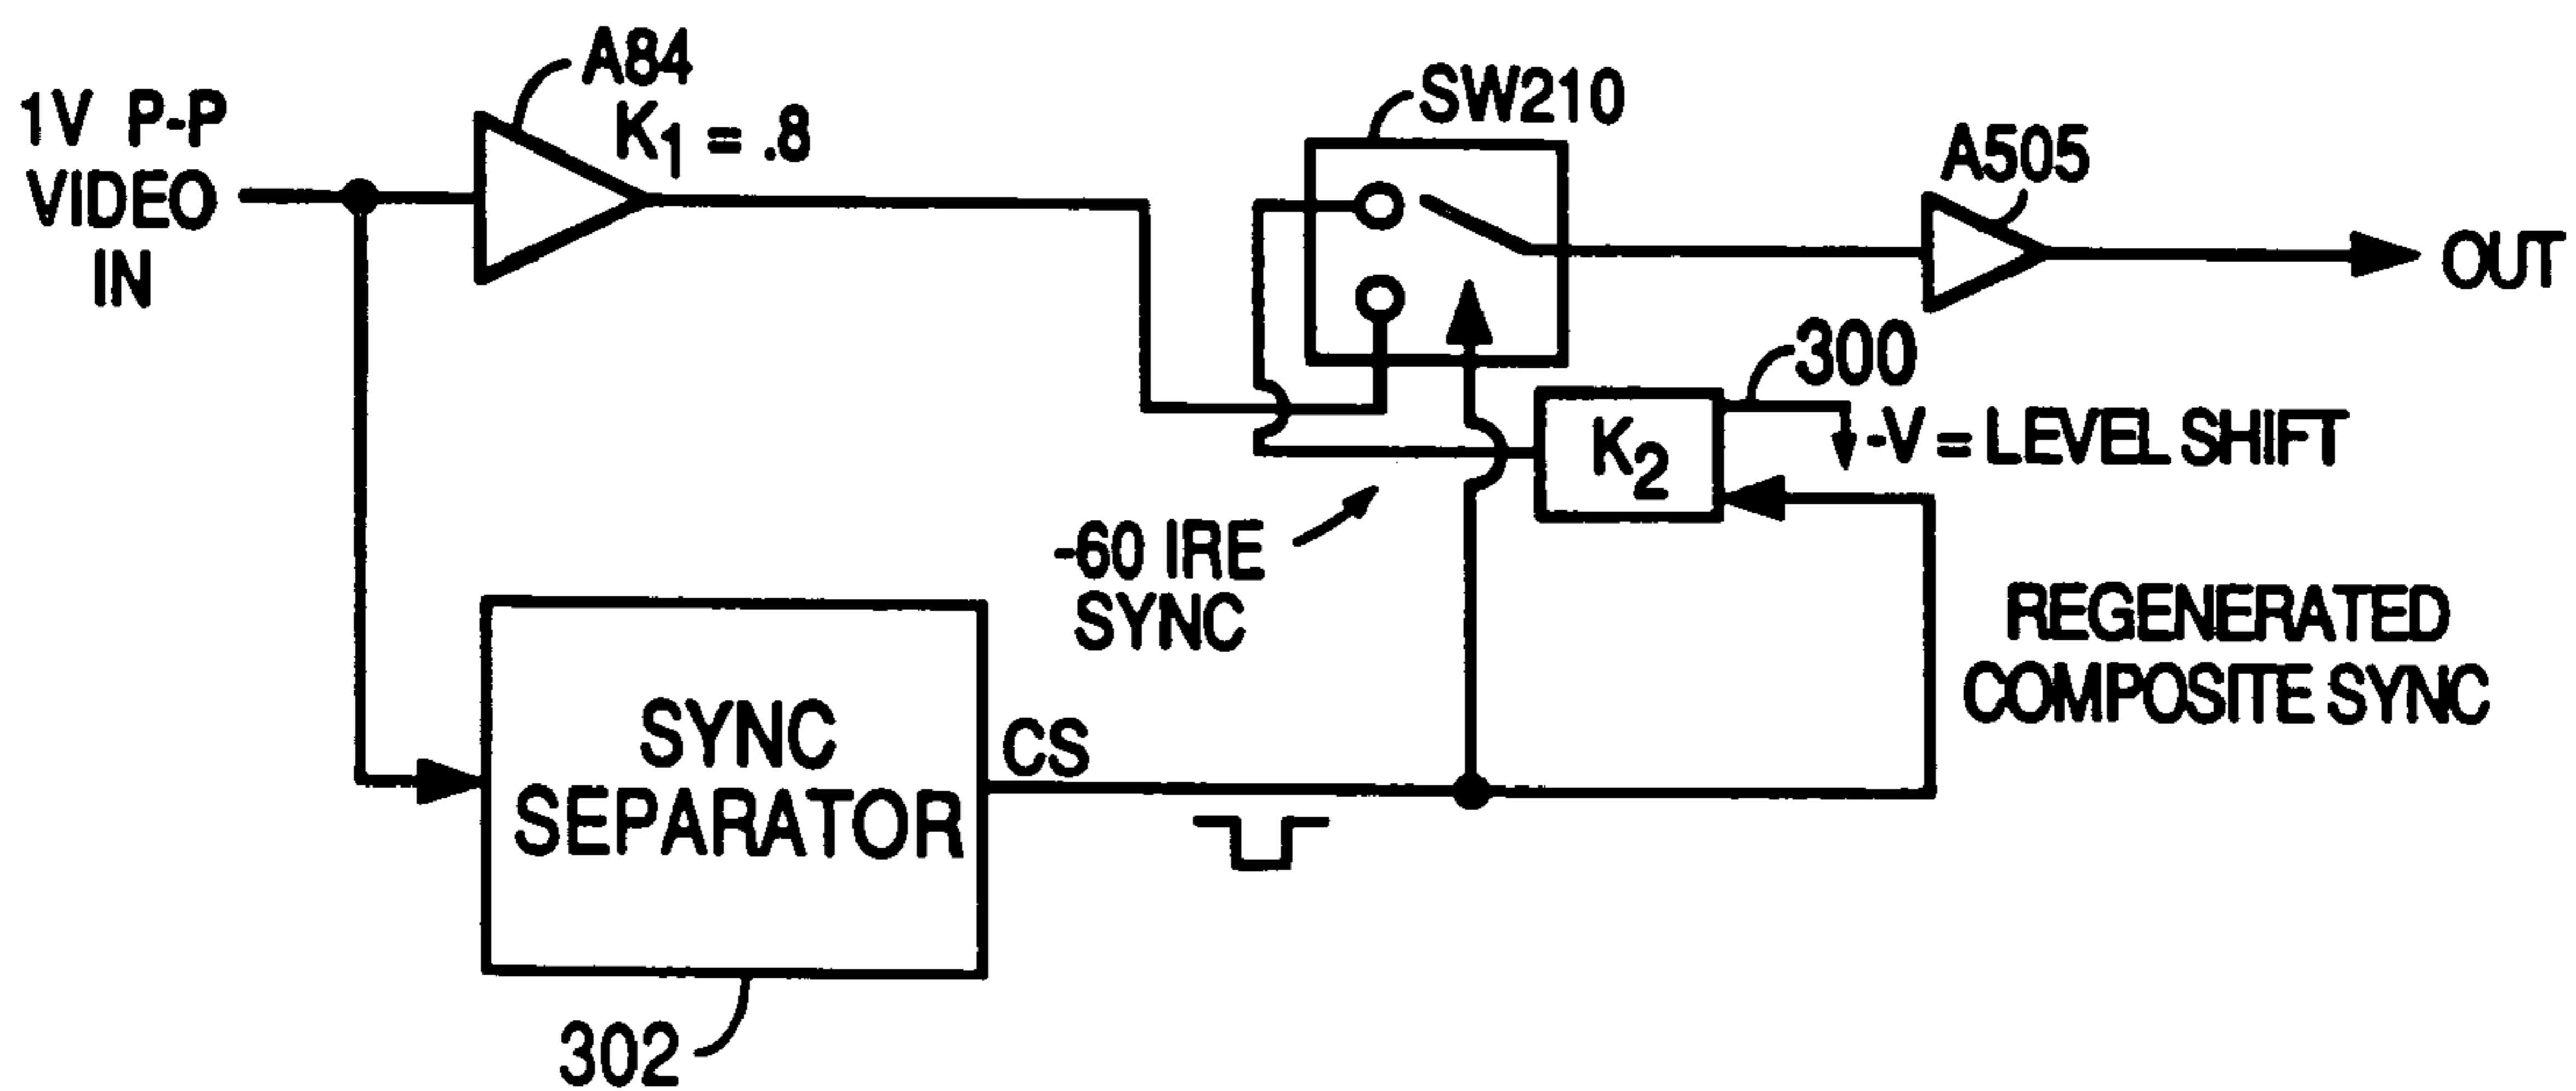 1V P-P
VIDEO
IN
A84
K1 = .8
SW210
A505
OUT
300
K2
-V = LEVEL SHIFT
-60 IRE
SYNC
REGENERATED
COMPOSITE SYNC
SYNC
SEPARATOR
CS
302